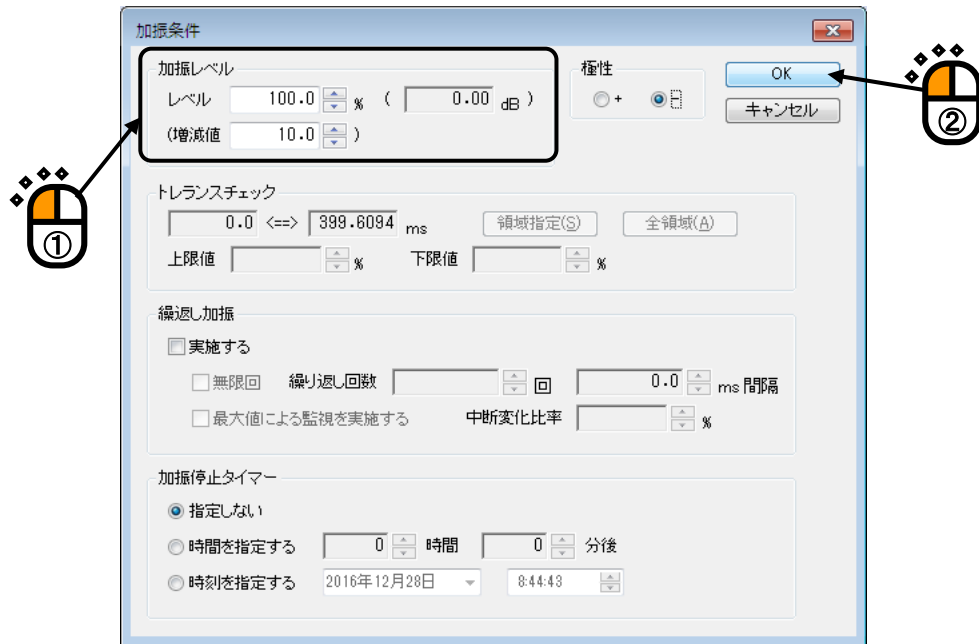 加振条件
加振レベル
レベル 100.0 % ( 0.00 dB )
(増減値 10.0 )
極性
+ -
OK
キャンセル
①
②
トレランスチェック
0.0 <==> 399.6094 ms 領域指定(S) 全領域(A)
上限値 % 下限値 %
繰返し加振
実施する
無限回 繰り返し回数 回 0.0 ms 間隔
最大値による監視を実施する 中断変化比率 %
加振停止タイマー
指定しない
時間を指定する 0 時間 0 分後
時刻を指定する 2016年12月28日 8:44:43